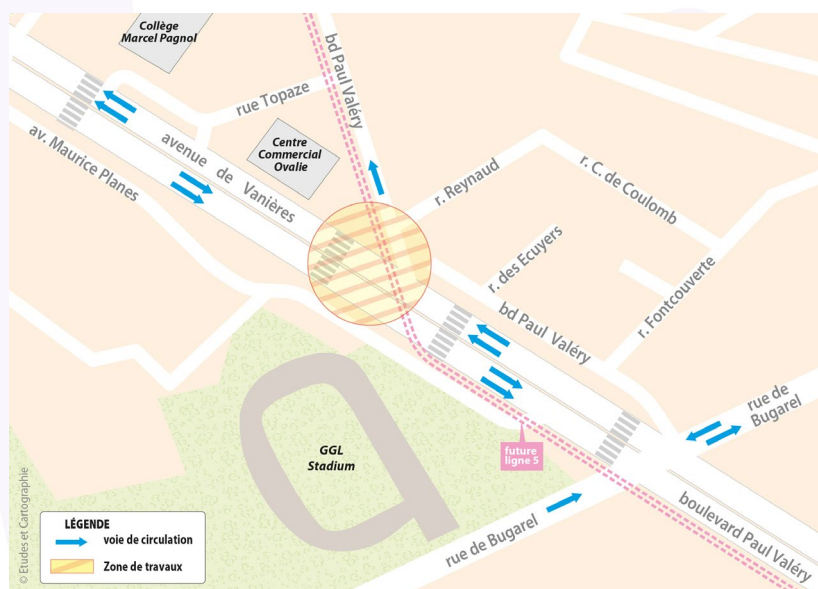 Collège
Marcel Pagnol
bd Paul Valéry
rue Topaze
av. Maurice Planes
avenue de Vanières
Centre
Commercial
Ovalie
r. Reynaud
r. C. de Coulomb
r. des Ecuyers
bd Paul Valéry
r. Fontcouverte
rue de
Bugarel
GGL
Stadium
future
ligne 5
rue de Bugarel
boulevard Paul Valéry
© Etudes et Cartographie
LÉGENDE
voie de circulation
Zone de travaux